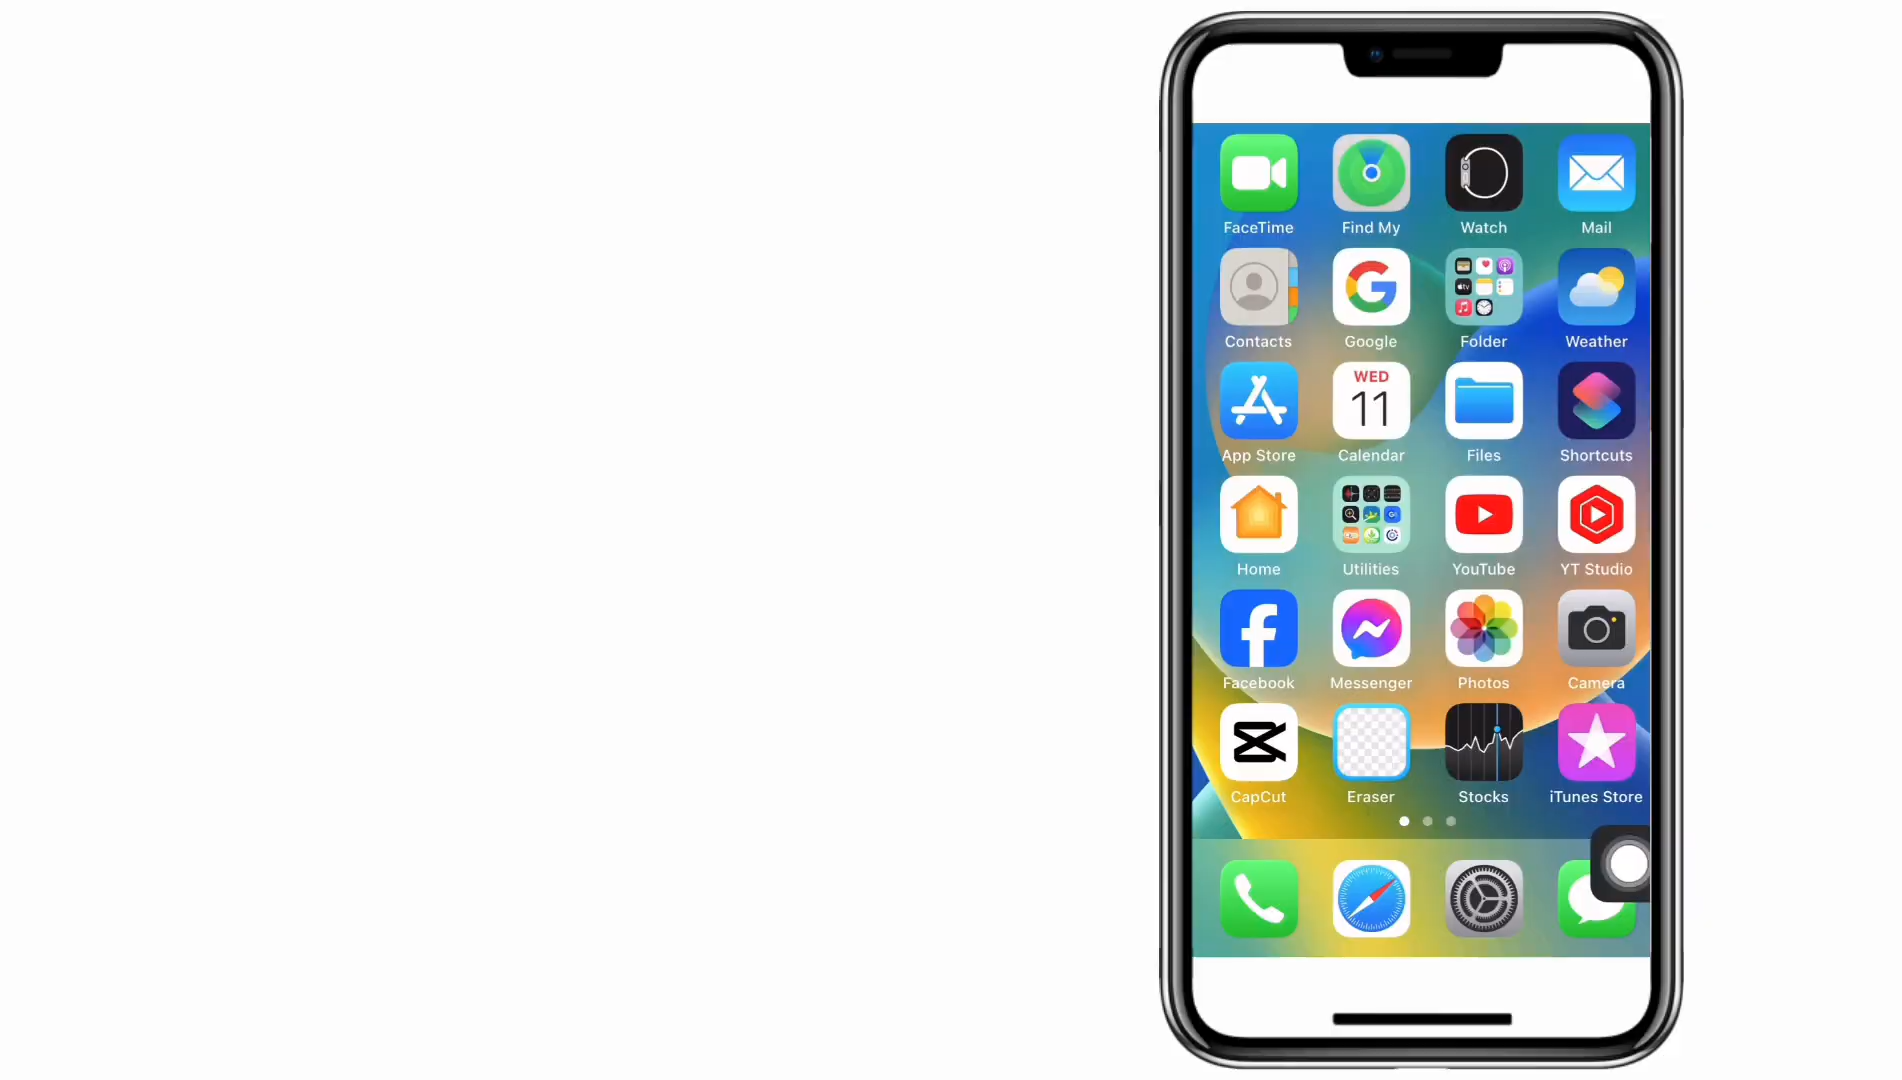 FaceTime Find My Watch Mail
Contacts Google Folder Weather
WED
11
App Store Calendar Files Shortcuts
Home Utilities YouTube YT Studio
Facebook Messenger Photos Camera
CapCut Eraser Stocks iTunes Store